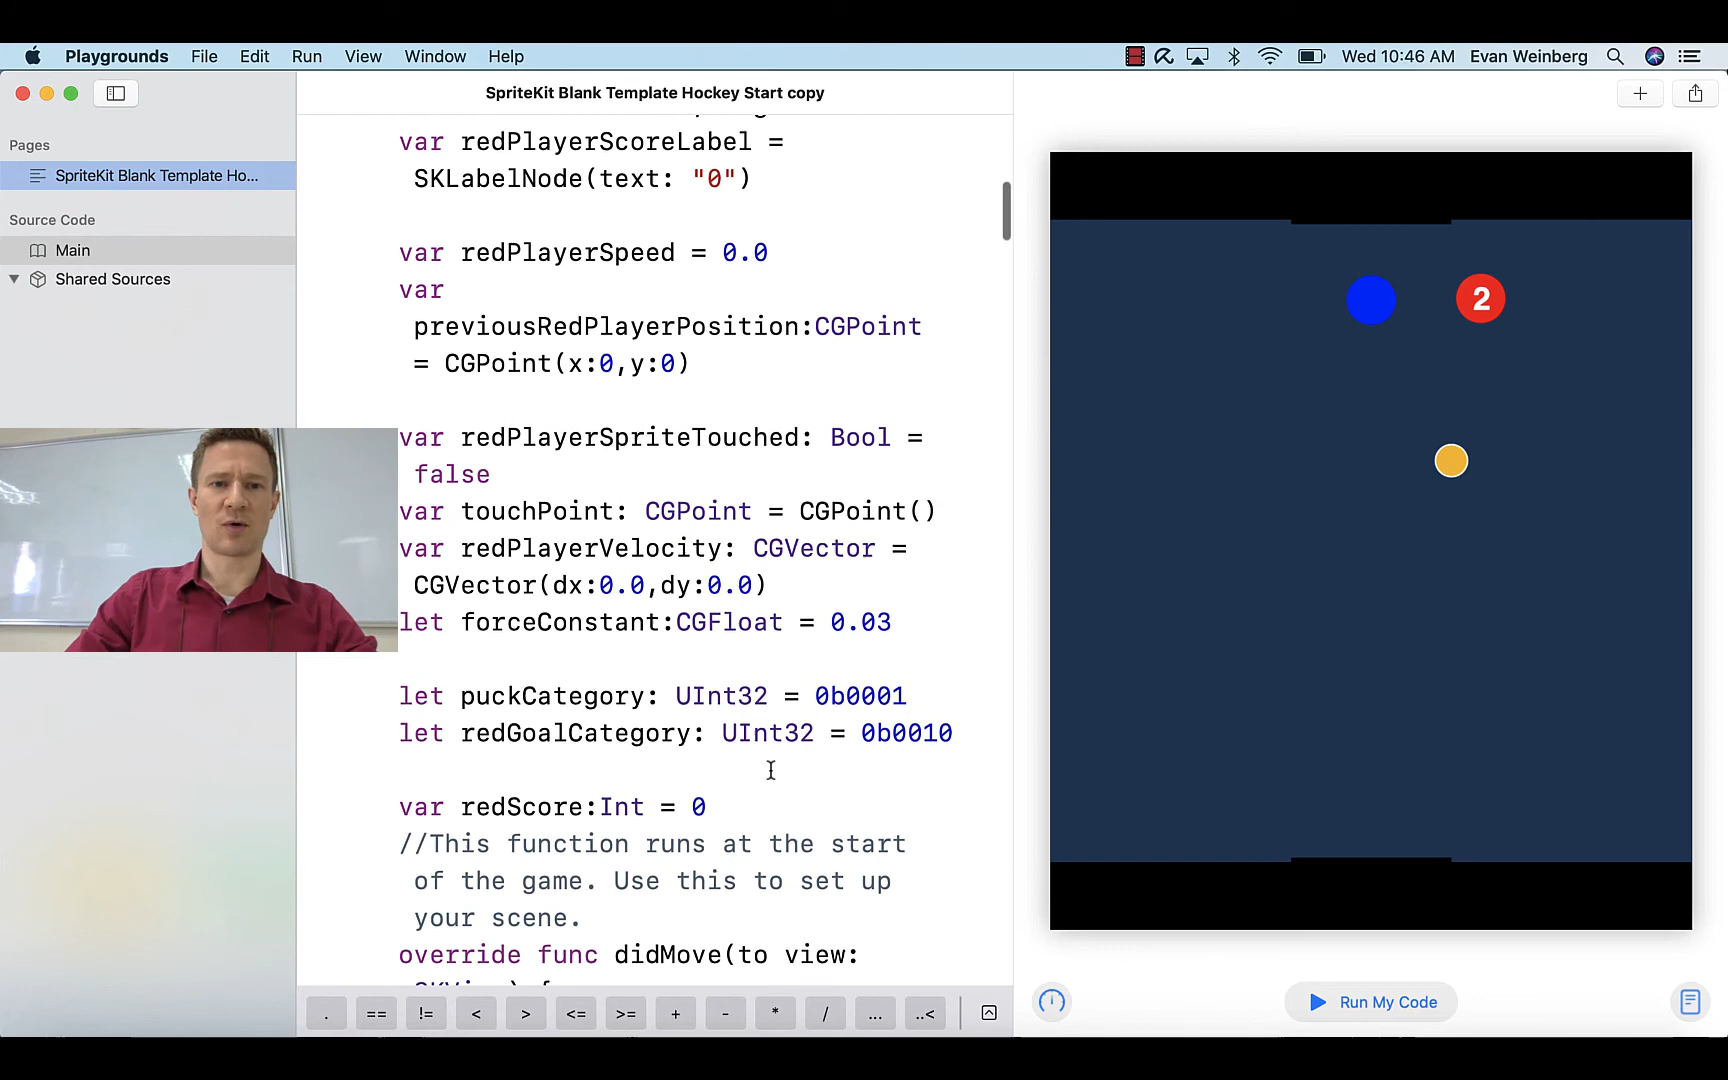 Playgrounds File Edit Run View Window Help Wed 10:46 AM Evan Weinberg
SpriteKit Blank Template Hockey Start copy
Pages
SpriteKit Blank Template Ho...
Source Code
Main
Shared Sources
var redPlayerScoreLabel =
SKLabelNode(text: "0")
var redPlayerSpeed = 0.0
var
previousRedPlayerPosition:CGPoint
= CGPoint(x:0,y:0)
var redPlayerSpriteTouched: Bool =
false
var touchPoint: CGPoint = CGPoint()
var redPlayerVelocity: CGVector =
CGVector(dx:0.0,dy:0.0)
let forceConstant:CGFloat = 0.03
let puckCategory: UInt32 = 0b0001
let redGoalCategory: UInt32 = 0b0010
var redScore:Int = 0
//This function runs at the start
of the game. Use this to set up
your scene.
override func didMove(to view:
. == != < > <= >= + - * / ... ..<
2
Run My Code